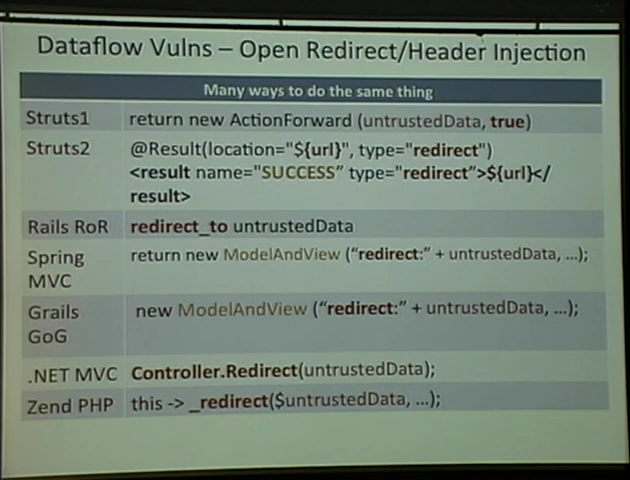 Dataflow Vulns – Open Redirect/Header Injection
Many ways to do the same thing
Struts1 return new ActionForward (untrustedData, true)
Struts2 @Result(location="${url}", type="redirect")
<result name="SUCCESS" type="redirect">${url}</
result>
Rails RoR redirect_to untrustedData
Spring MVC return new ModelAndView ("redirect:" + untrustedData, ...);
Grails GoG new ModelAndView ("redirect:" + untrustedData, ...);
.NET MVC Controller.Redirect(untrustedData);
Zend PHP this -> _redirect($untrustedData, ...);